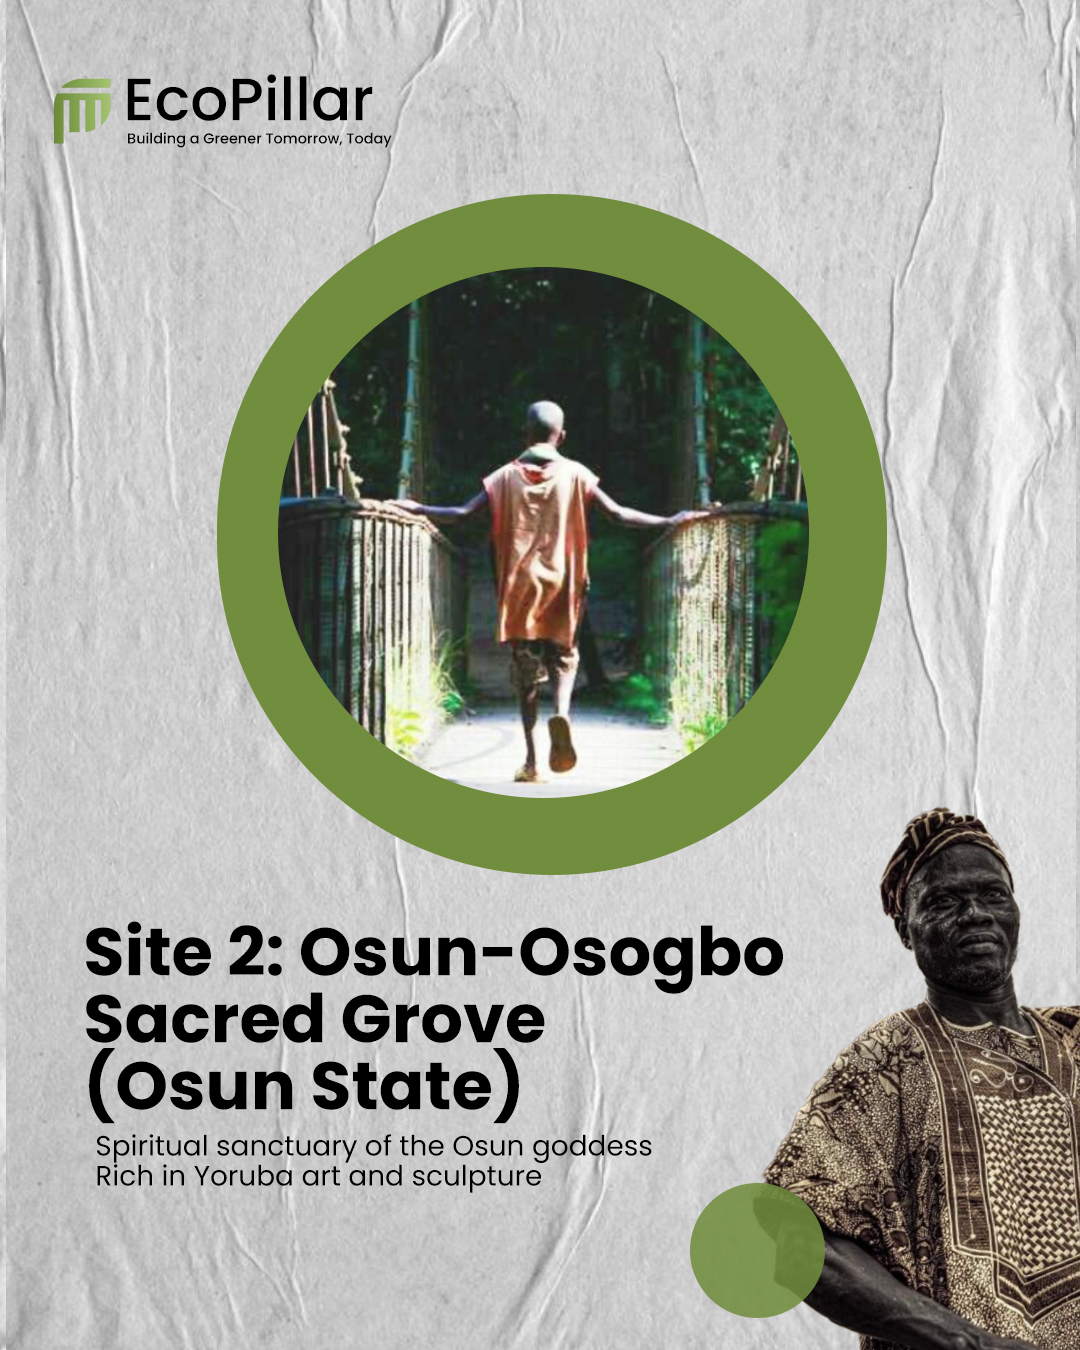 EcoPillar
Building a Greener Tomorrow, Today
Site 2: Osun-Osogbo
Sacred Grove
(Osun State)
Spiritual sanctuary of the Osun goddess
Rich in Yoruba art and sculpture